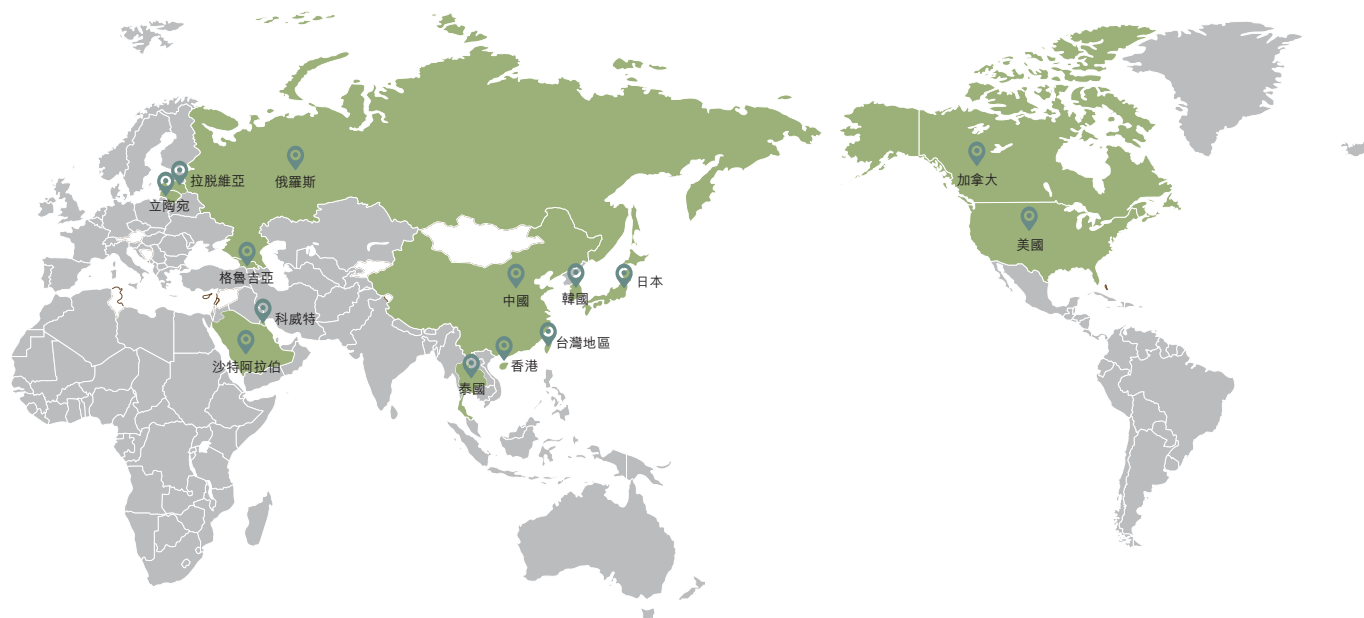 拉脱維亞
俄羅斯
加拿大
立陶宛
美國
格魯吉亞
中國
韓國
日本
科威特
台灣地區
沙特阿拉伯
香港
泰國